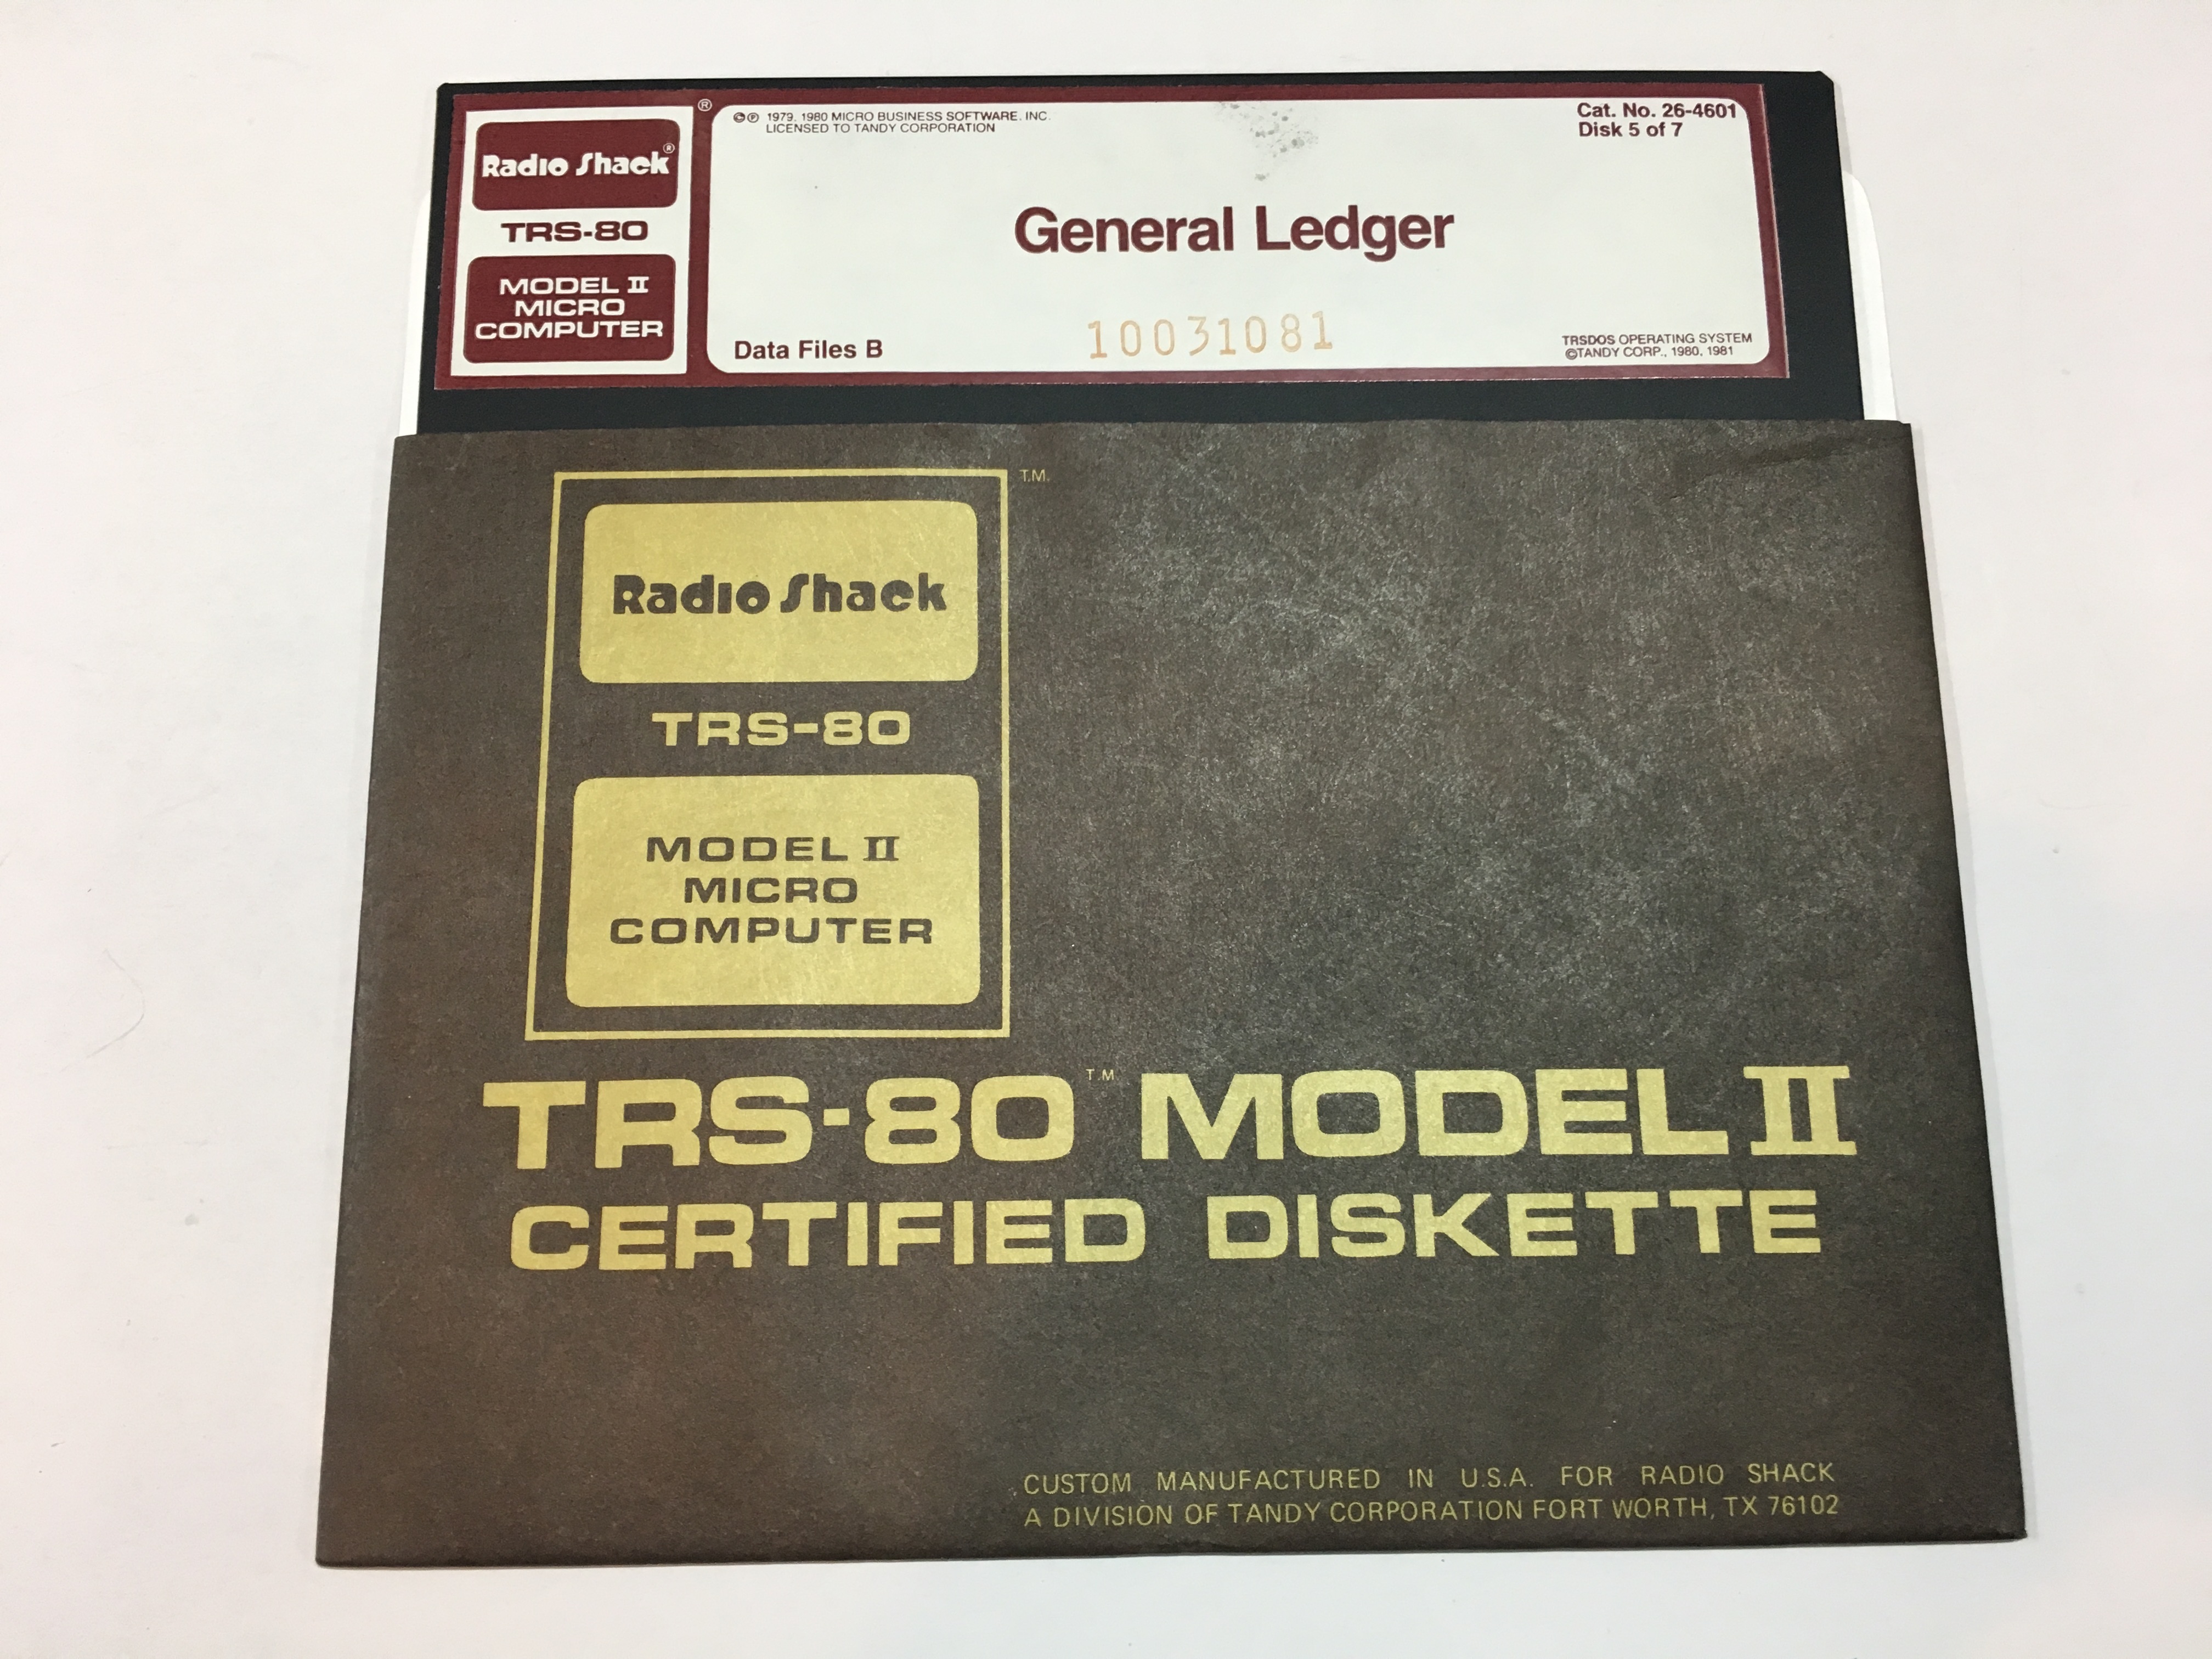 Radio Shack®
TRS-80
MODEL II
MICRO
COMPUTER
®
©℗ 1979, 1980 MICRO BUSINESS SOFTWARE, INC.
LICENSED TO TANDY CORPORATION
Cat. No. 26-4601
Disk 5 of 7
General Ledger
Data Files B
10031081
TRSDOS OPERATING SYSTEM
©TANDY CORP., 1980, 1981
T.M.
Radio Shack
TRS-80
MODEL II
MICRO
COMPUTER
TRS-80 T.M. MODEL II
CERTIFIED DISKETTE
CUSTOM MANUFACTURED IN U.S.A. FOR RADIO SHACK
A DIVISION OF TANDY CORPORATION FORT WORTH, TX 76102